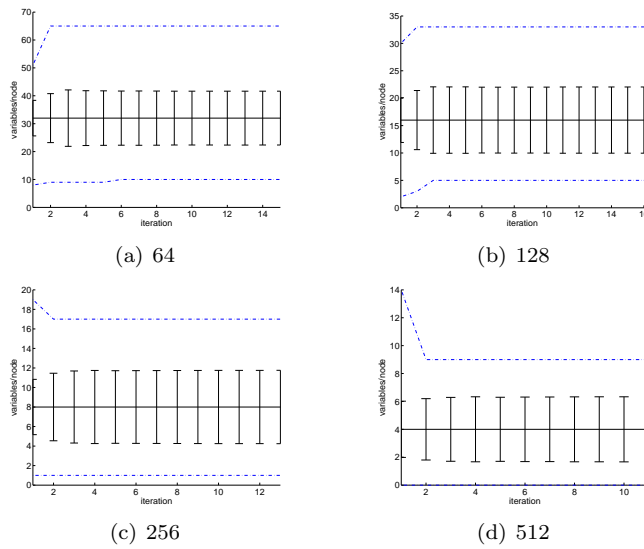 70
60
50
40
30
20
10
0
variables/node
2 4 6 8 10 12 14
iteration
(a) 64
35
30
25
20
15
10
5
0
variables/node
2 4 6 8 10 12 14 16
iteration
(b) 128
20
18
16
14
12
10
8
6
4
2
0
variables/node
2 4 6 8 10 12
iteration
(c) 256
14
12
10
8
6
4
2
0
variables/node
2 4 6 8 10
iteration
(d) 512